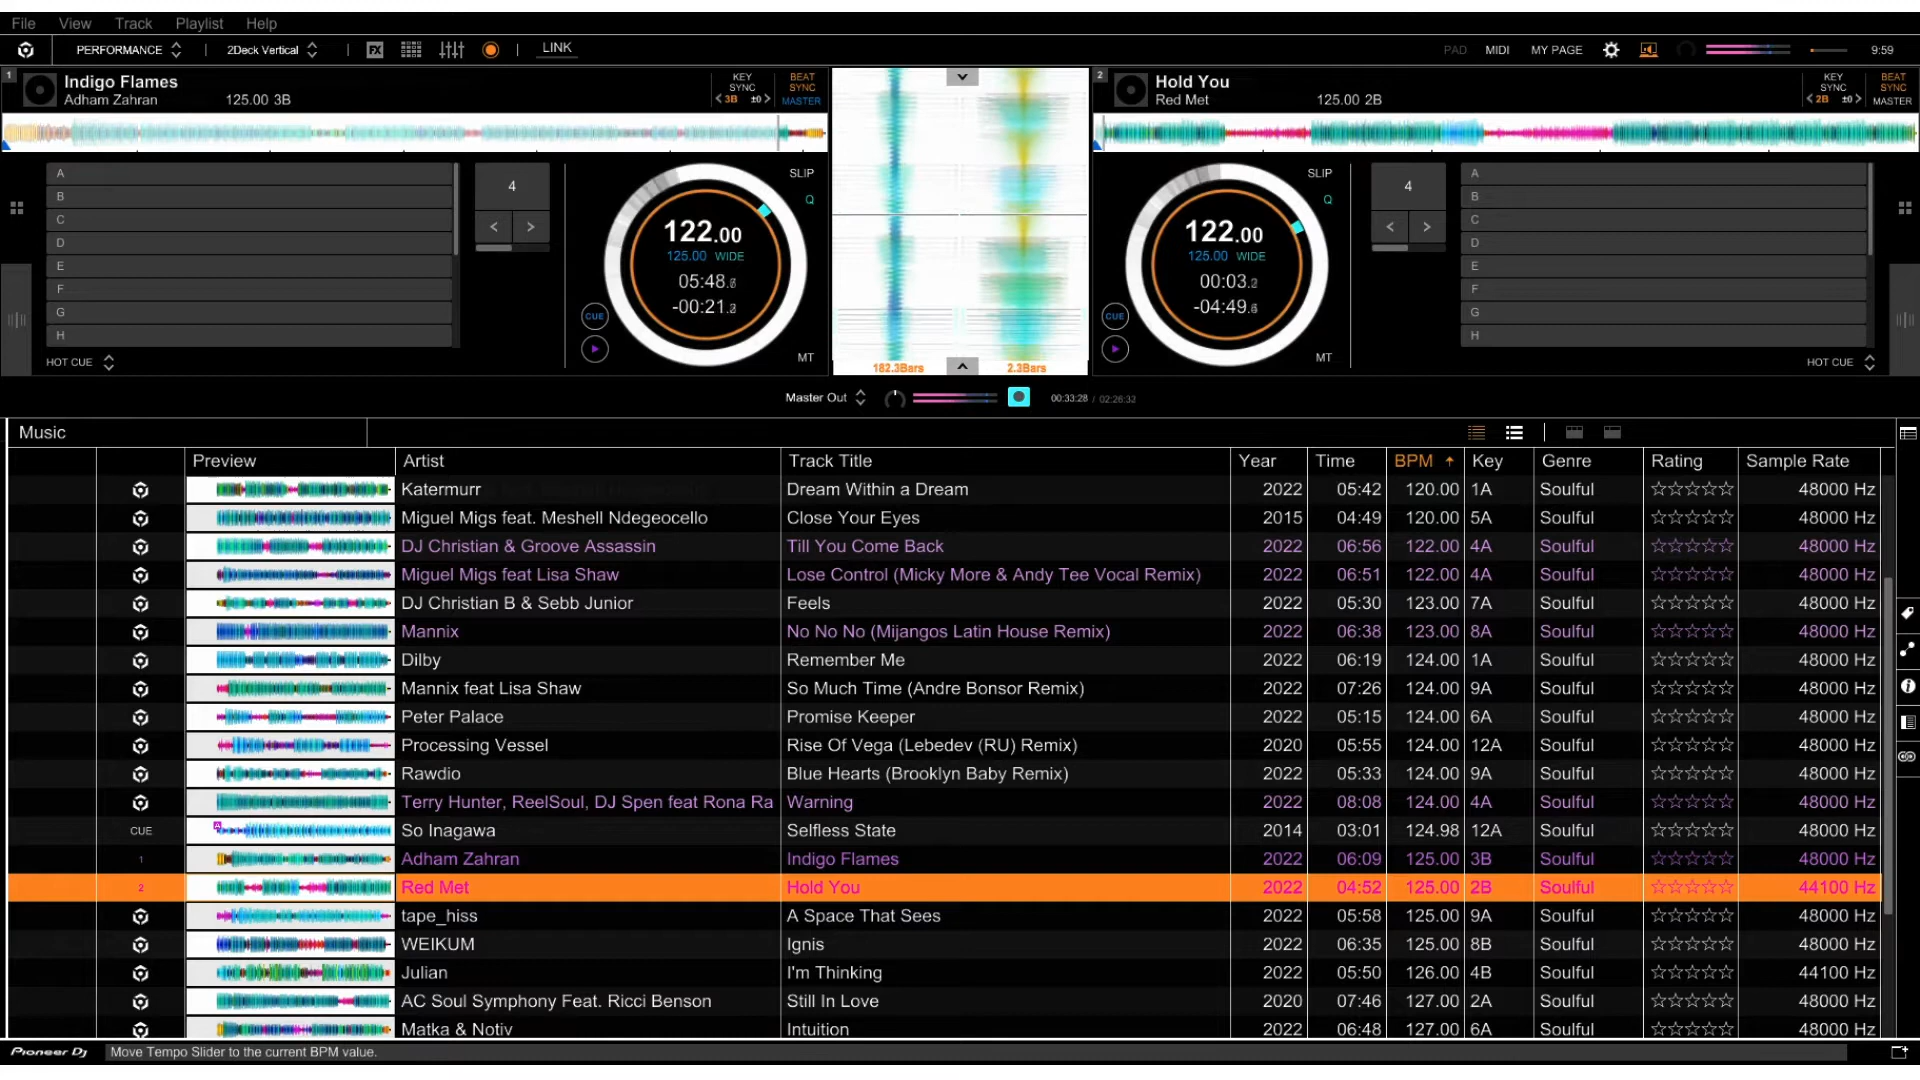 File View Track Playlist Help
PERFORMANCE 2Deck Vertical FX LINK PAD MIDI MY PAGE 9:59
1 Indigo Flames
Adham Zahran 125.00 3B
KEY SYNC BEAT SYNC
< 3B ±0 > MASTER
2 Hold You
Red Met 125.00 2B
KEY SYNC BEAT SYNC
< 2B ±0 > MASTER
A
B
C
D
E
F
G
H
HOT CUE
4
< >
SLIP
Q
122.00
125.00 WIDE
05:48
-00:21
CUE
MT
182.3Bars 2.3Bars
SLIP
Q
122.00
125.00 WIDE
00:03
-04:49
CUE
MT
4
< >
A
B
C
D
E
F
G
H
HOT CUE
Master Out 00:33:28 / 02:26:32
Music
Preview Artist Track Title Year Time BPM Key Genre Rating Sample Rate
Katermurr Dream Within a Dream 2022 05:42 120.00 1A Soulful 48000 Hz
Miguel Migs feat. Meshell Ndegeocello Close Your Eyes 2015 04:49 120.00 5A Soulful 48000 Hz
DJ Christian & Groove Assassin Till You Come Back 2022 06:56 122.00 4A Soulful 48000 Hz
Miguel Migs feat Lisa Shaw Lose Control (Micky More & Andy Tee Vocal Remix) 2022 06:51 122.00 4A Soulful 48000 Hz
DJ Christian B & Sebb Junior Feels 2022 05:30 123.00 7A Soulful 48000 Hz
Mannix No No No (Mijangos Latin House Remix) 2022 06:38 123.00 8A Soulful 48000 Hz
Dilby Remember Me 2022 06:19 124.00 1A Soulful 48000 Hz
Mannix feat Lisa Shaw So Much Time (Andre Bonsor Remix) 2022 07:26 124.00 9A Soulful 48000 Hz
Peter Palace Promise Keeper 2022 05:15 124.00 6A Soulful 48000 Hz
Processing Vessel Rise Of Vega (Lebedev (RU) Remix) 2020 05:55 124.00 12A Soulful 48000 Hz
Rawdio Blue Hearts (Brooklyn Baby Remix) 2022 05:33 124.00 9A Soulful 48000 Hz
Terry Hunter, ReelSoul, DJ Spen feat Rona Ra Warning 2022 08:08 124.00 4A Soulful 48000 Hz
CUE So Inagawa Selfless State 2014 03:01 124.98 12A Soulful 48000 Hz
1 Adham Zahran Indigo Flames 2022 06:09 125.00 3B Soulful 48000 Hz
2 Red Met Hold You 2022 04:52 125.00 2B Soulful 44100 Hz
tape_hiss A Space That Sees 2022 05:58 125.00 9A Soulful 48000 Hz
WEIKUM Ignis 2022 06:35 125.00 8B Soulful 48000 Hz
Julian I'm Thinking 2022 05:50 126.00 4B Soulful 44100 Hz
AC Soul Symphony Feat. Ricci Benson Still In Love 2020 07:46 127.00 2A Soulful 48000 Hz
Matka & Notiv Intuition 2022 06:48 127.00 6A Soulful 48000 Hz
Pioneer Dj Move Tempo Slider to the current BPM value.